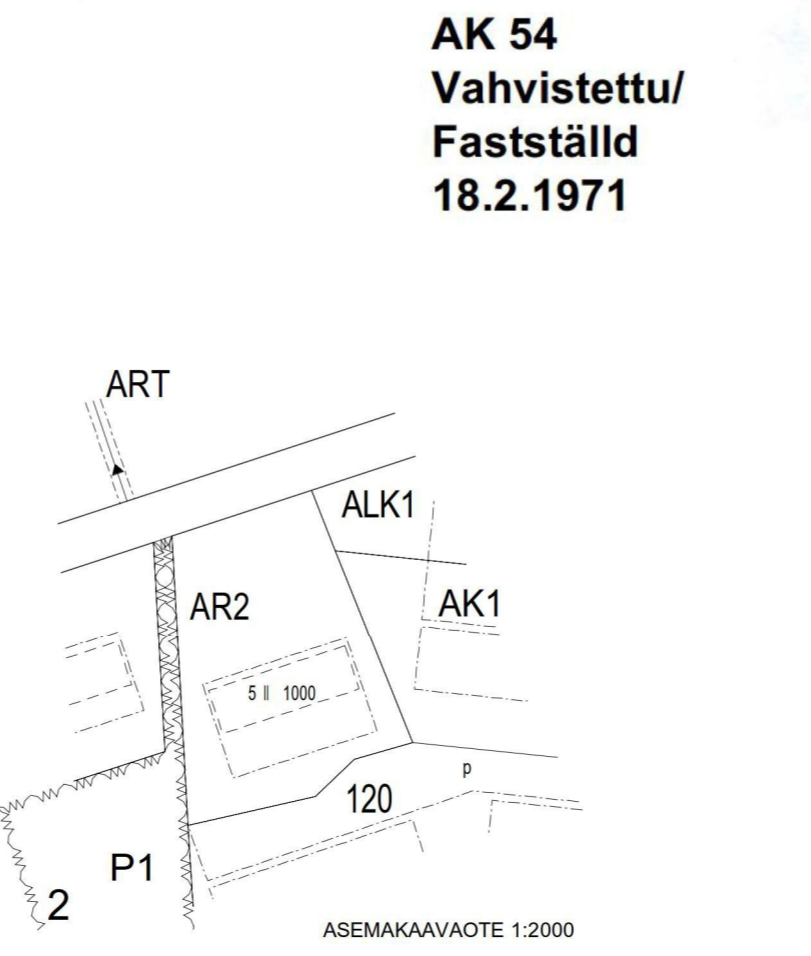 AK 54
Vahvistettu/
Fastställd
18.2.1971
ART
ALK1
AR2
AK1
5 II 1000
p
120
P1
2
ASEMAKAAVAOTE 1:2000